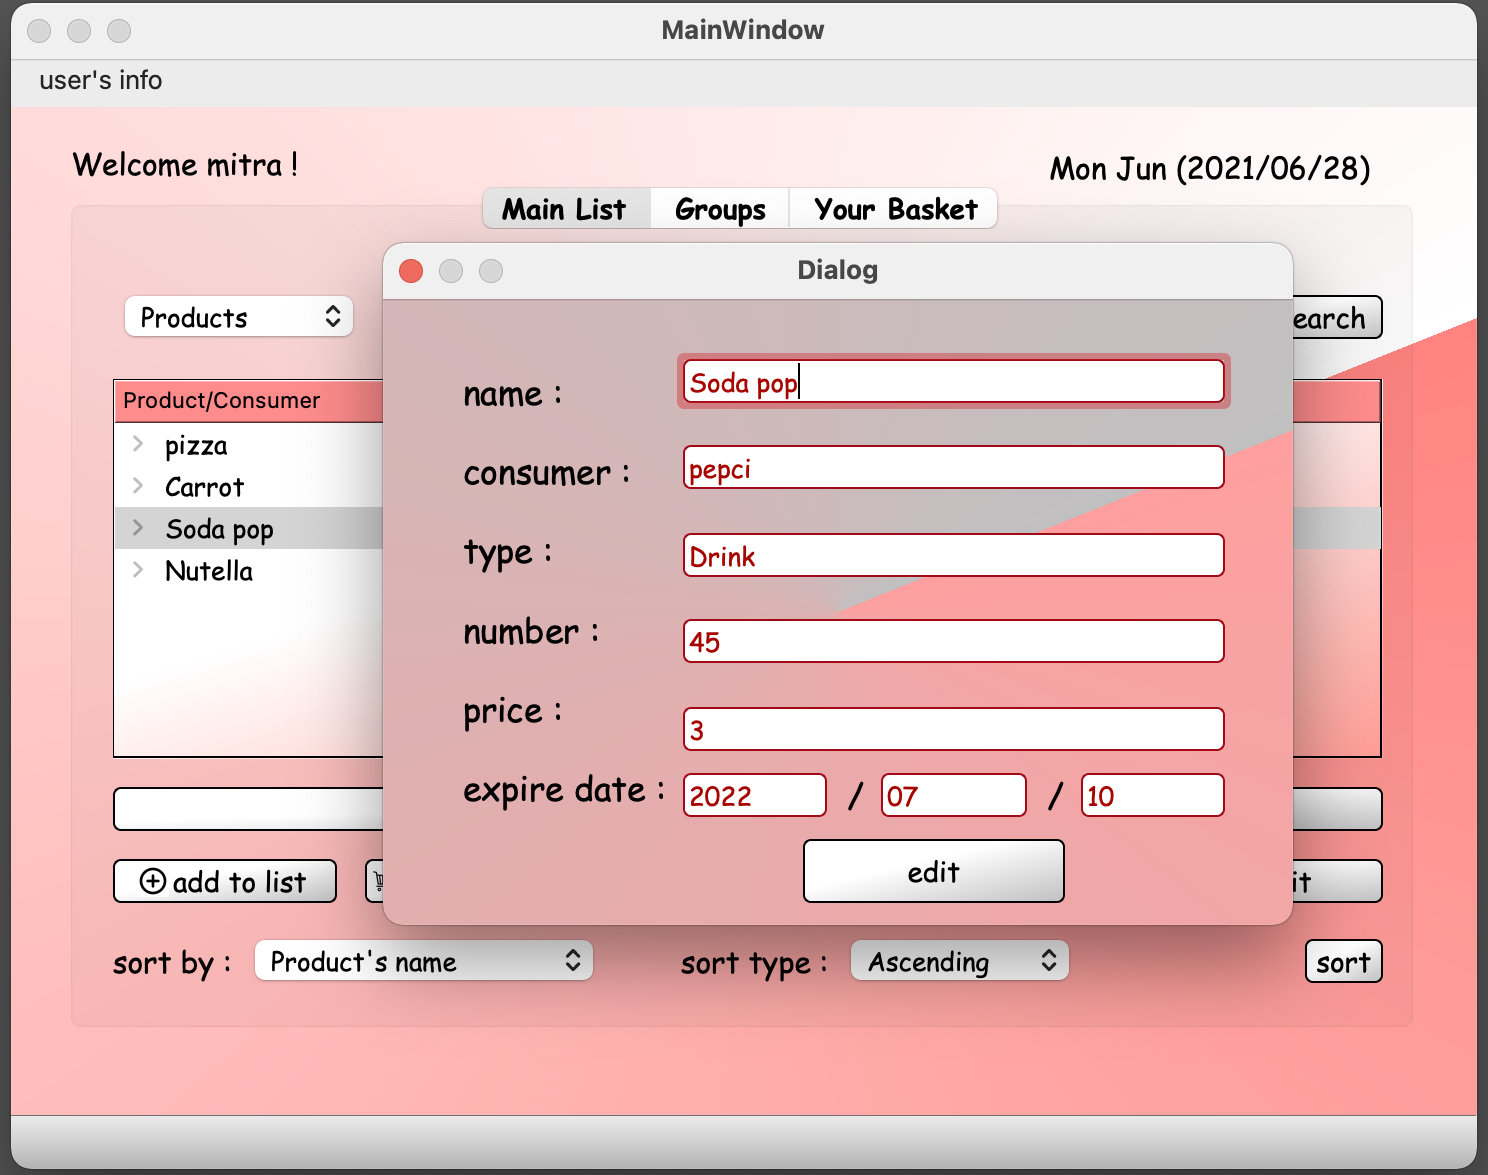 MainWindow
user's info
Welcome mitra !
Mon Jun (2021/06/28)
Main List
Groups
Your Basket
Dialog
Products
earch
Product/Consumer
pizza
Carrot
Soda pop
Nutella
name :
Soda pop
consumer :
pepci
type :
Drink
number :
45
price :
3
expire date :
2022 / 07 / 10
edit
add to list
it
sort by :
Product's name
sort type :
Ascending
sort